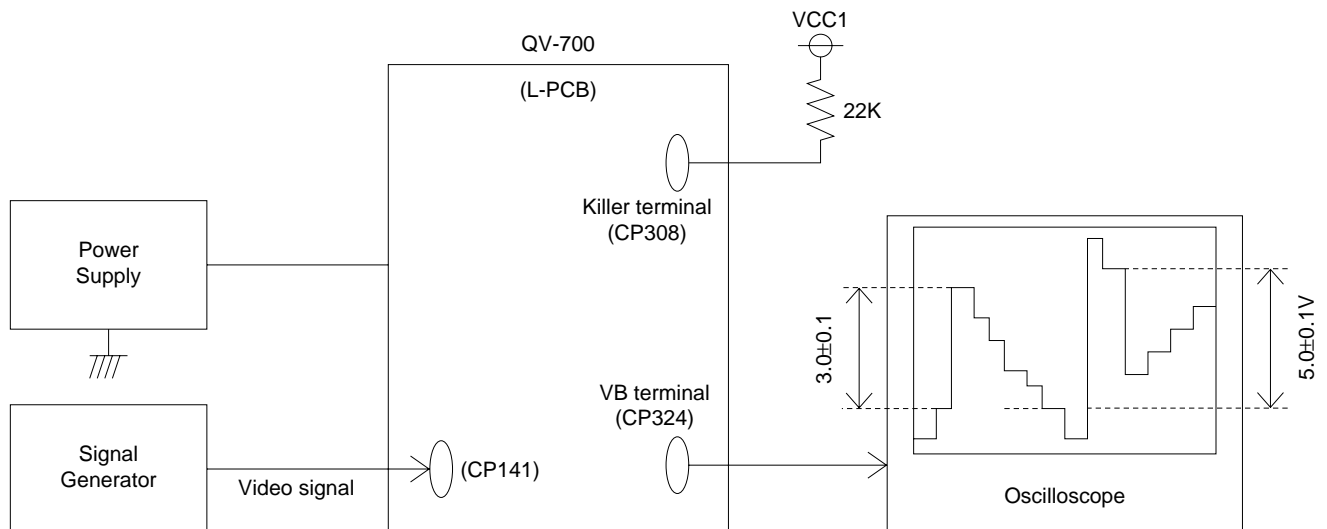 VCC1
QV-700
(L-PCB)
22K
Killer terminal
(CP308)
Power
Supply
3.0±0.1
5.0±0.1V
VB terminal
(CP324)
Signal
Generator
Video signal
(CP141)
Oscilloscope